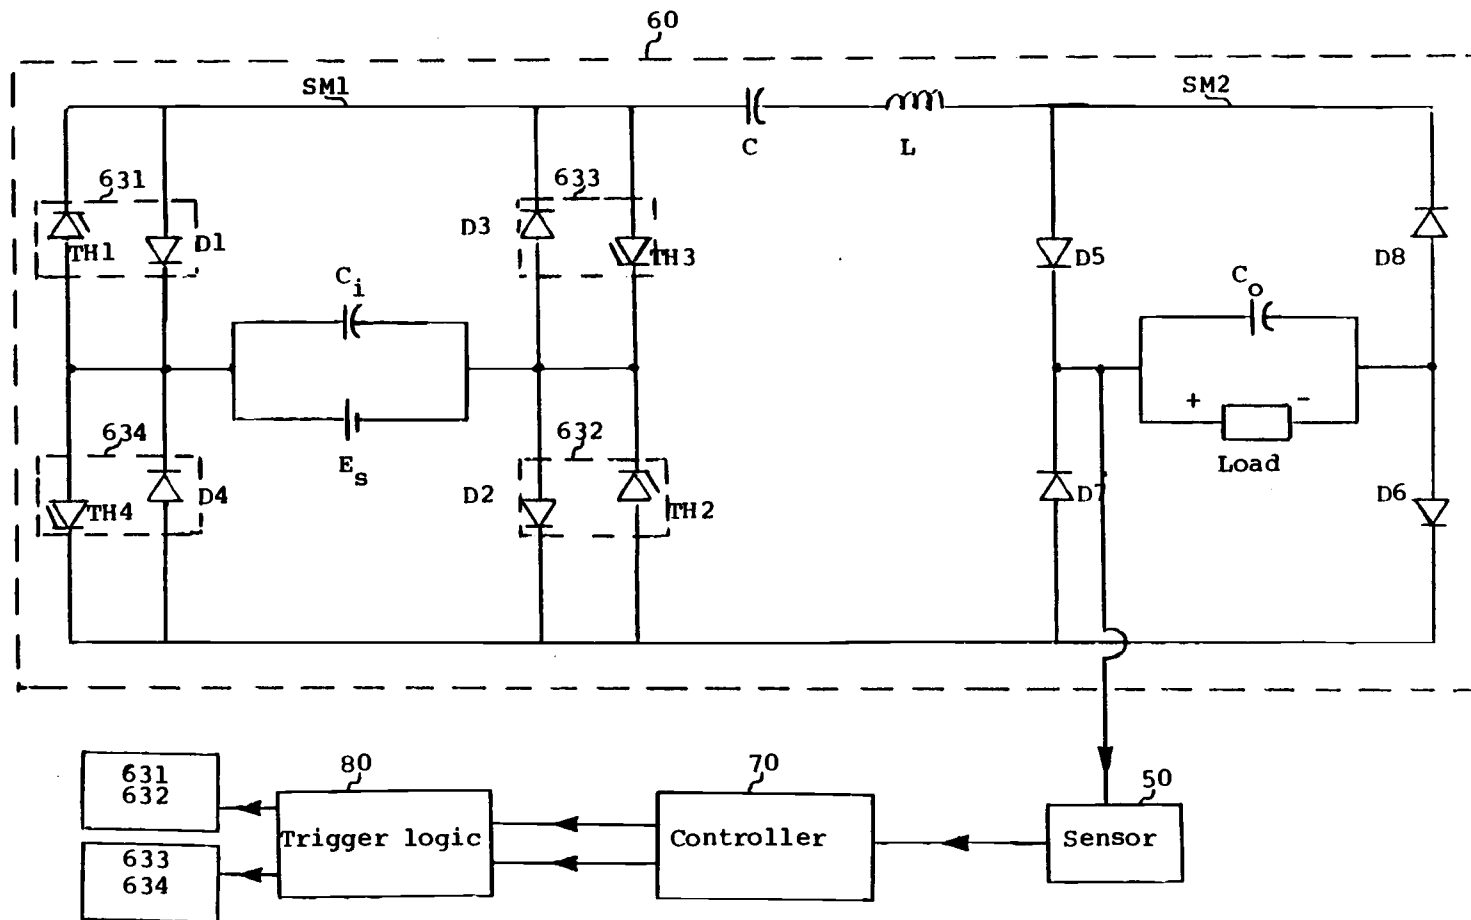 60
SM1
SM2
C
L
631
633
D3
TH1
D1
TH3
D5
D8
Ci
Co
+ -
Load
634
632
Es
D2
TH4
D4
TH2
D7
D6
631
632
80
70
50
Trigger logic
Controller
Sensor
633
634